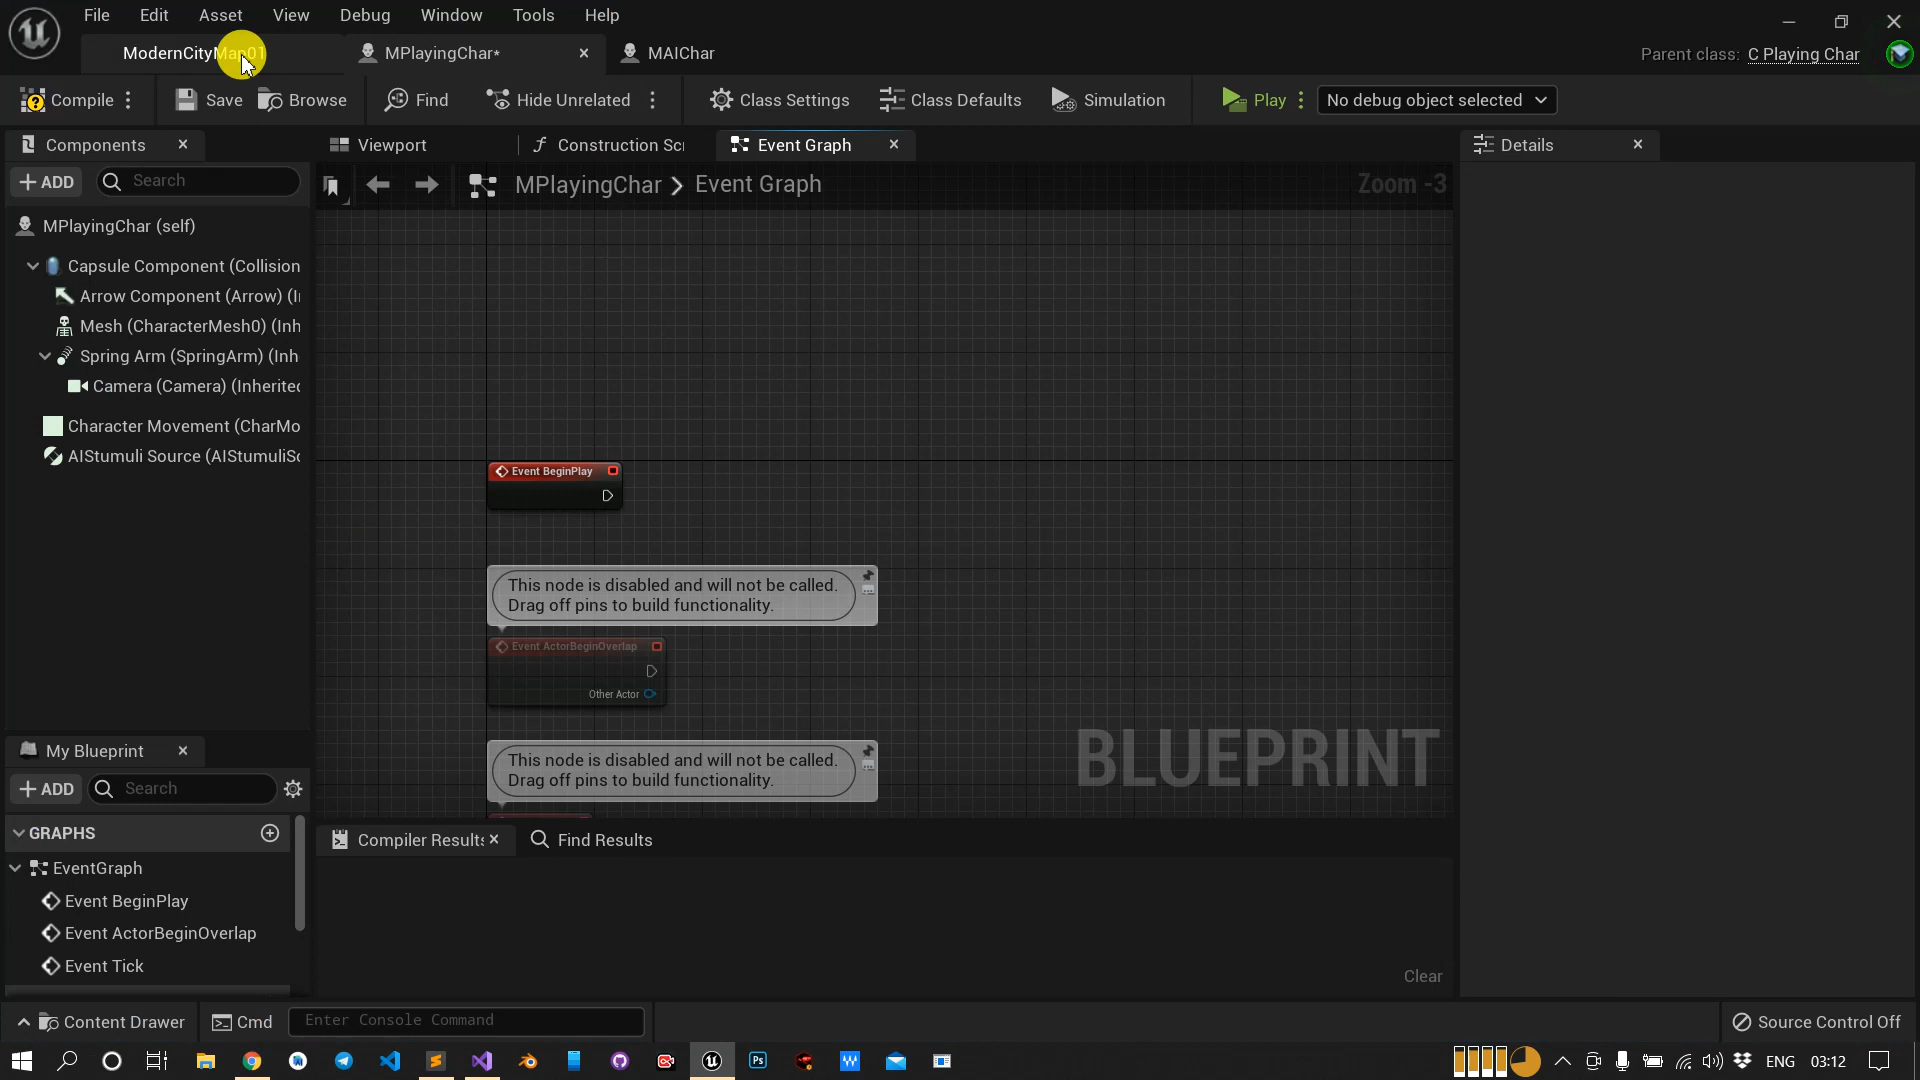 File Edit Asset View Debug Window Tools Help
ModernCityMap01 MPlayingChar* MAIChar Parent class: C Playing Char
Compile Save Browse Find Hide Unrelated Class Settings Class Defaults Simulation Play No debug object selected
Components Viewport Construction Scr Event Graph Details
+ ADD Search MPlayingChar > Event Graph Zoom -3
MPlayingChar (self)
Capsule Component (Collision
Arrow Component (Arrow) (I
Mesh (CharacterMesh0) (Inh
Spring Arm (SpringArm) (Inh
Camera (Camera) (Inherited
Character Movement (CharMo
AIStumuli Source (AIStumuliSo
Event BeginPlay
This node is disabled and will not be called.
Drag off pins to build functionality.
Event ActorBeginOverlap
Other Actor
This node is disabled and will not be called.
Drag off pins to build functionality.
BLUEPRINT
My Blueprint
+ ADD Search
GRAPHS
EventGraph
Event BeginPlay
Event ActorBeginOverlap
Event Tick
Compiler Results Find Results
Clear
Content Drawer Cmd Enter Console Command Source Control Off
ENG 03:12